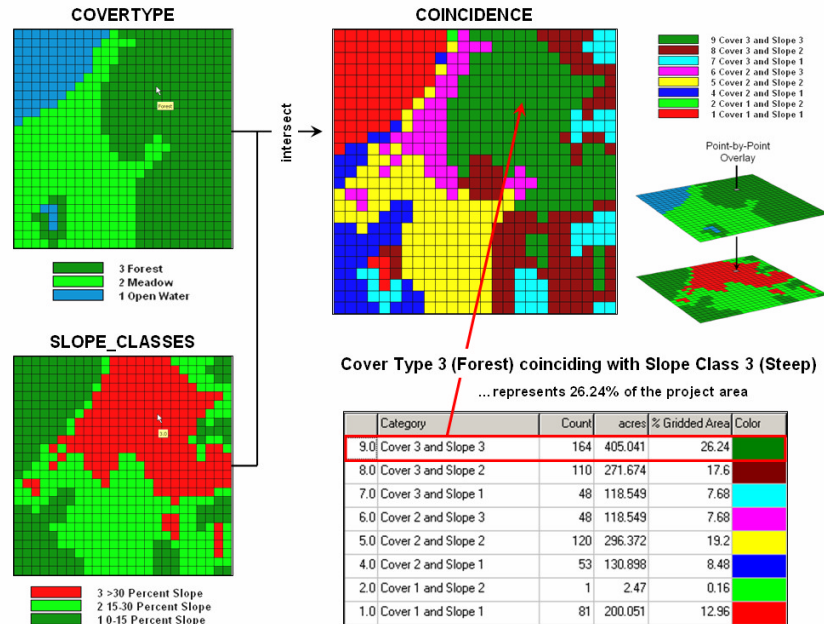 COVERTYPE
Forest
3 Forest
2 Meadow
1 Open Water
SLOPE_CLASSES
3.0
3 >30 Percent Slope
2 15-30 Percent Slope
1 0-15 Percent Slope
intersect
COINCIDENCE
9 Cover 3 and Slope 3
8 Cover 3 and Slope 2
7 Cover 3 and Slope 1
6 Cover 2 and Slope 3
5 Cover 2 and Slope 2
4 Cover 2 and Slope 1
2 Cover 1 and Slope 2
1 Cover 1 and Slope 1
Point-by-Point
Overlay
Cover Type 3 (Forest) coinciding with Slope Class 3 (Steep)
...represents 26.24% of the project area
Category Count acres % Gridded Area Color
9.0 Cover 3 and Slope 3 164 405.041 26.24
8.0 Cover 3 and Slope 2 110 271.674 17.6
7.0 Cover 3 and Slope 1 48 118.549 7.68
6.0 Cover 2 and Slope 3 48 118.549 7.68
5.0 Cover 2 and Slope 2 120 296.372 19.2
4.0 Cover 2 and Slope 1 53 130.898 8.48
2.0 Cover 1 and Slope 2 1 2.47 0.16
1.0 Cover 1 and Slope 1 81 200.051 12.96